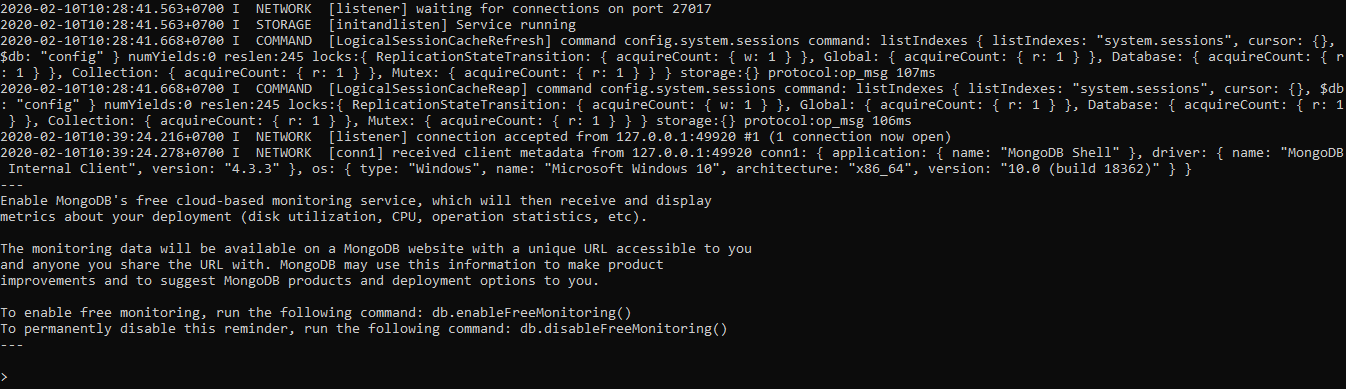 2020-02-10T10:28:41.563+0700 I  NETWORK  [listener] waiting for connections on port 27017
2020-02-10T10:28:41.563+0700 I  STORAGE  [initandlisten] Service running
2020-02-10T10:28:41.668+0700 I  COMMAND  [LogicalSessionCacheRefresh] command config.system.sessions command: listIndexes { listIndexes: "system.sessions", cursor: {},
$db: "config" } numYields:0 reslen:245 locks:{ ReplicationStateTransition: { acquireCount: { w: 1 } }, Global: { acquireCount: { r: 1 } }, Database: { acquireCount: { r
: 1 } }, Collection: { acquireCount: { r: 1 } }, Mutex: { acquireCount: { r: 1 } } } storage:{} protocol:op_msg 107ms
2020-02-10T10:28:41.668+0700 I  COMMAND  [LogicalSessionCacheReap] command config.system.sessions command: listIndexes { listIndexes: "system.sessions", cursor: {}, $db
: "config" } numYields:0 reslen:245 locks:{ ReplicationStateTransition: { acquireCount: { w: 1 } }, Global: { acquireCount: { r: 1 } }, Database: { acquireCount: { r: 1
 } }, Collection: { acquireCount: { r: 1 } }, Mutex: { acquireCount: { r: 1 } } } storage:{} protocol:op_msg 106ms
2020-02-10T10:39:24.216+0700 I  NETWORK  [listener] connection accepted from 127.0.0.1:49920 #1 (1 connection now open)
2020-02-10T10:39:24.278+0700 I  NETWORK  [conn1] received client metadata from 127.0.0.1:49920 conn1: { application: { name: "MongoDB Shell" }, driver: { name: "MongoDB
 Internal Client", version: "4.3.3" }, os: { type: "Windows", name: "Microsoft Windows 10", architecture: "x86_64", version: "10.0 (build 18362)" } }
---
Enable MongoDB's free cloud-based monitoring service, which will then receive and display
metrics about your deployment (disk utilization, CPU, operation statistics, etc).

The monitoring data will be available on a MongoDB website with a unique URL accessible to you
and anyone you share the URL with. MongoDB may use this information to make product
improvements and to suggest MongoDB products and deployment options to you.

To enable free monitoring, run the following command: db.enableFreeMonitoring()
To permanently disable this reminder, run the following command: db.disableFreeMonitoring()
---

>